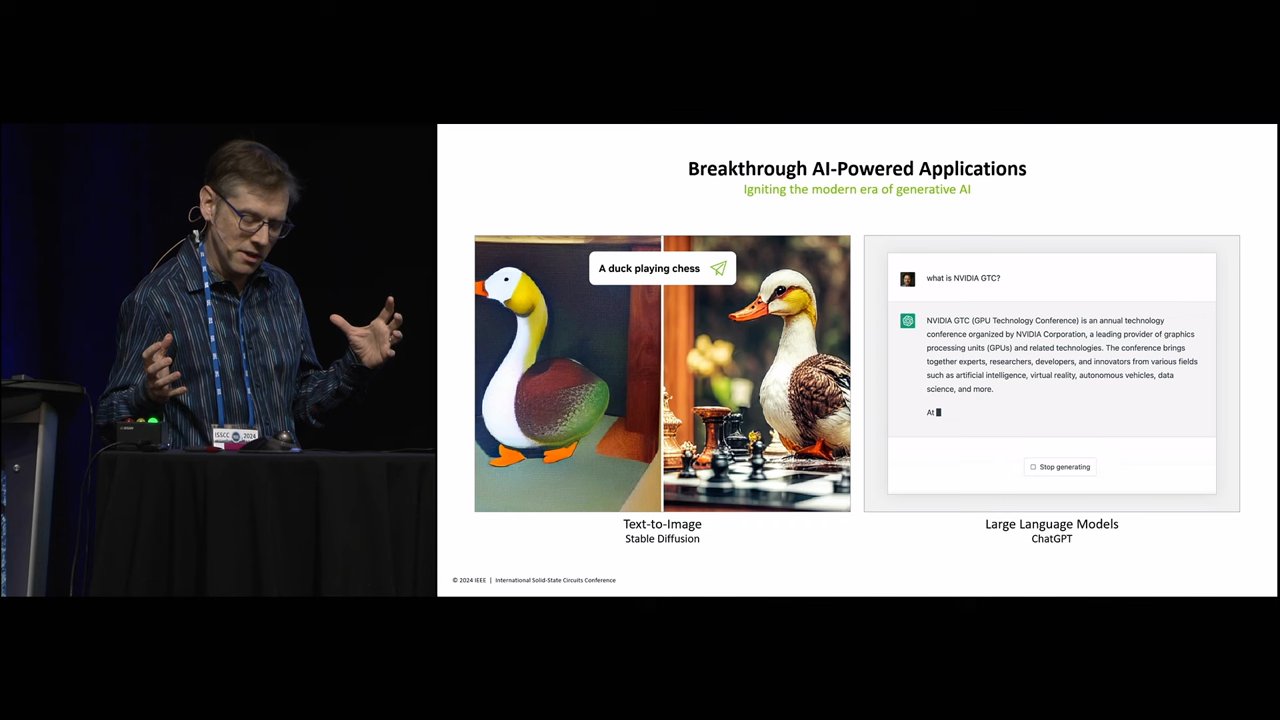 Breakthrough AI-Powered Applications
Igniting the modern era of generative AI
A duck playing chess
what is NVIDIA GTC?
NVIDIA GTC (GPU Technology Conference) is an annual technology
conference organized by NVIDIA Corporation, a leading provider of graphics
processing units (GPUs) and related technologies. The conference brings
together experts, researchers, developers, and innovators from various fields
such as artificial intelligence, virtual reality, autonomous vehicles, data
science, and more.
At
Stop generating
Text-to-Image
Stable Diffusion
Large Language Models
ChatGPT
© 2024 IEEE | International Solid-State Circuits Conference
ISSCC 2024